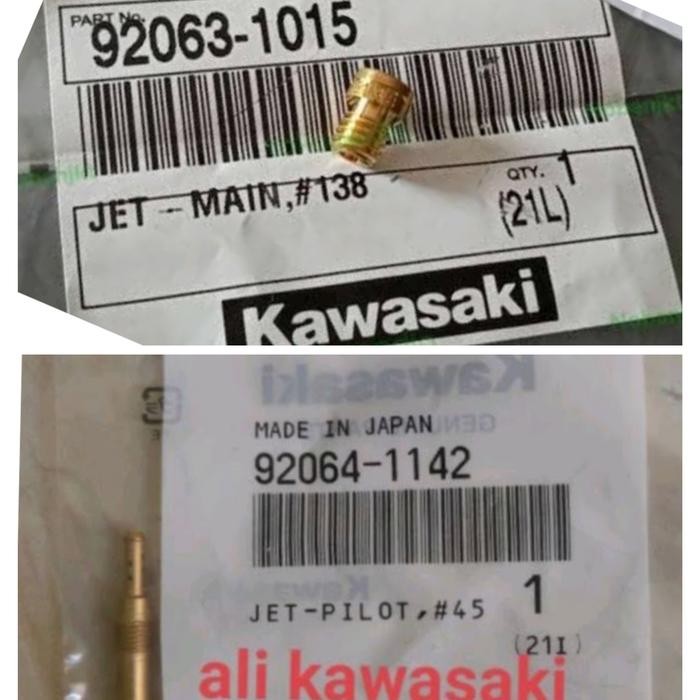 PART No.
92063-1015
JET - MAIN,#138
QTY. 1
(21L)
Kawasaki
Kawasaki
MADE IN JAPAN
92064-1142
JET-PILOT,#45 1
(21I)
ali kawasaki